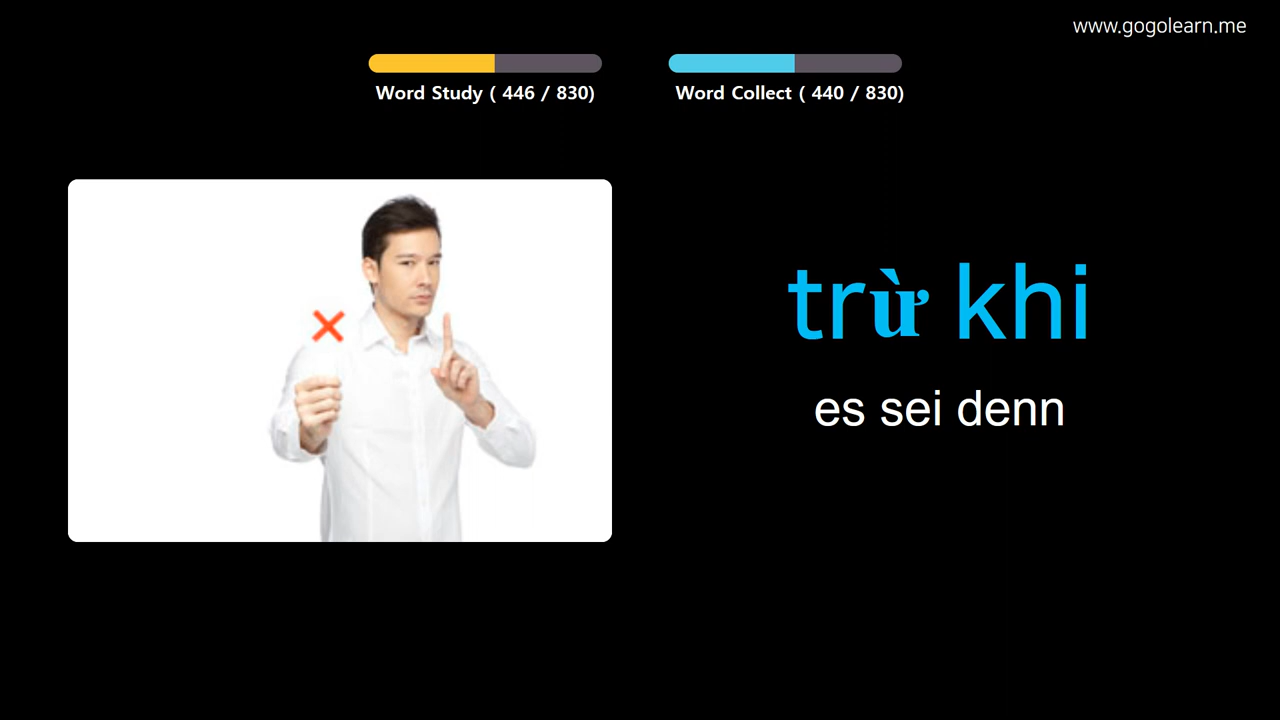 www.gogolearn.me
Word Study ( 446 / 830)
Word Collect ( 440 / 830)
trừ khi
es sei denn